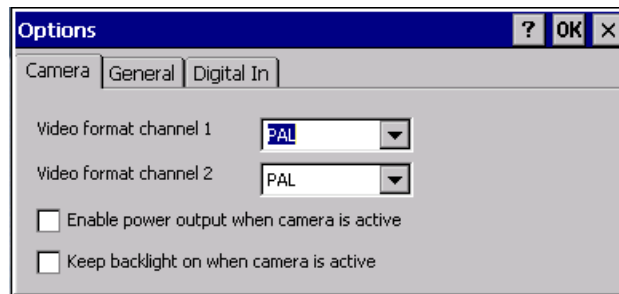 Options ? OK ×
Camera General Digital In
Video format channel 1 PAL
Video format channel 2 PAL
Enable power output when camera is active
Keep backlight on when camera is active